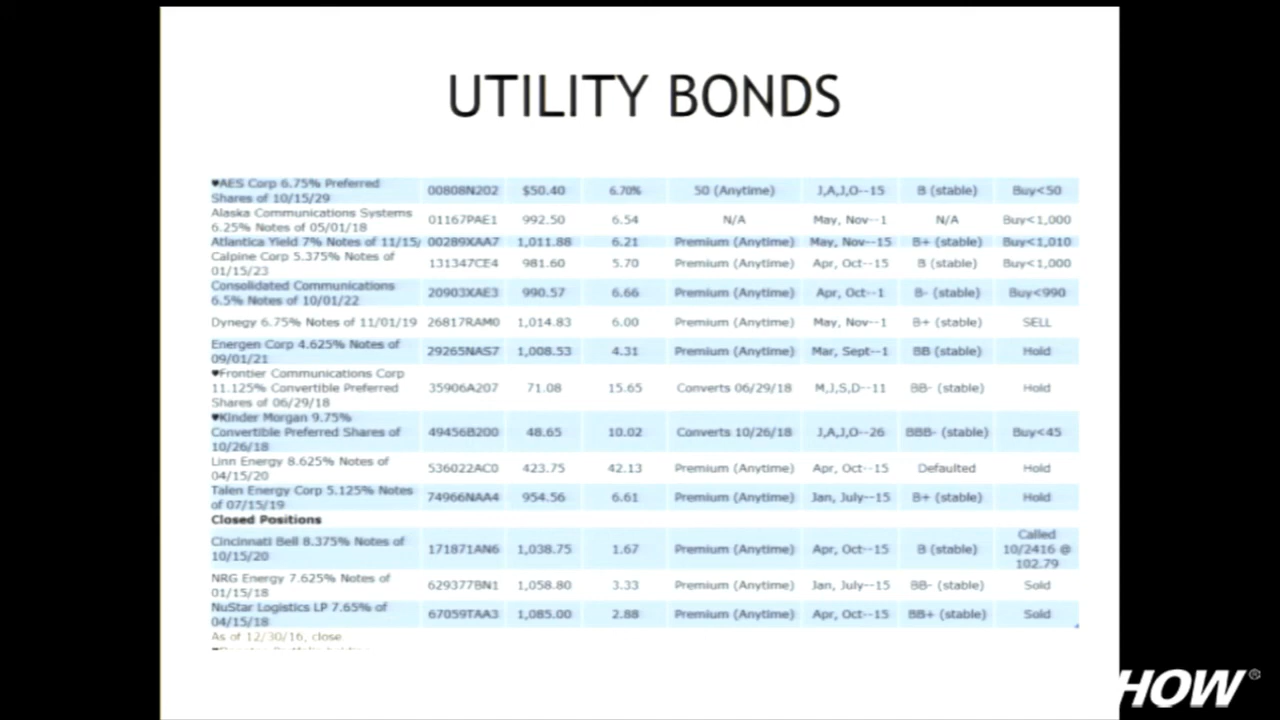 UTILITY BONDS
♥AES Corp 6.75% Preferred Shares of 10/15/29 00808N202 $50.40 6.70% 50 (Anytime) J,A,J,O--15 B (stable) Buy<50
Alaska Communications Systems 6.25% Notes of 05/01/18 01167PAE1 992.50 6.54 N/A May, Nov--1 N/A Buy<1,000
Atlantica Yield 7% Notes of 11/15/ 00289XAA7 1,011.88 6.21 Premium (Anytime) May, Nov--15 B+ (stable) Buy<1,010
Calpine Corp 5.375% Notes of 01/15/23 131347CE4 981.60 5.70 Premium (Anytime) Apr, Oct--15 B (stable) Buy<1,000
Consolidated Communications 6.5% Notes of 10/01/22 20903XAE3 990.57 6.66 Premium (Anytime) Apr, Oct--1 B- (stable) Buy<990
Dynegy 6.75% Notes of 11/01/19 26817RAM0 1,014.83 6.00 Premium (Anytime) May, Nov--1 B+ (stable) SELL
Energen Corp 4.625% Notes of 09/01/21 29265NAS7 1,008.53 4.31 Premium (Anytime) Mar, Sept--1 BB (stable) Hold
♥Frontier Communications Corp 11.125% Convertible Preferred Shares of 06/29/18 35906A207 71.08 15.65 Converts 06/29/18 M,J,S,D--11 BB- (stable) Hold
♥Kinder Morgan 9.75% Convertible Preferred Shares of 10/26/18 49456B200 48.65 10.02 Converts 10/26/18 J,A,J,O--26 BBB- (stable) Buy<45
Linn Energy 8.625% Notes of 04/15/20 536022AC0 423.75 42.13 Premium (Anytime) Apr, Oct--15 Defaulted Hold
Talen Energy Corp 5.125% Notes of 07/15/19 74966NAA4 954.56 6.61 Premium (Anytime) Jan, July--15 B+ (stable) Hold
Closed Positions
Cincinnati Bell 8.375% Notes of 10/15/20 171871AN6 1,038.75 1.67 Premium (Anytime) Apr, Oct--15 B (stable) Called 10/2416 @ 102.79
NRG Energy 7.625% Notes of 01/15/18 629377BN1 1,058.80 3.33 Premium (Anytime) Jan, July--15 BB- (stable) Sold
NuStar Logistics LP 7.65% of 04/15/18 67059TAA3 1,085.00 2.88 Premium (Anytime) Apr, Oct--15 BB+ (stable) Sold
As of 12/30/16, close
HOW®